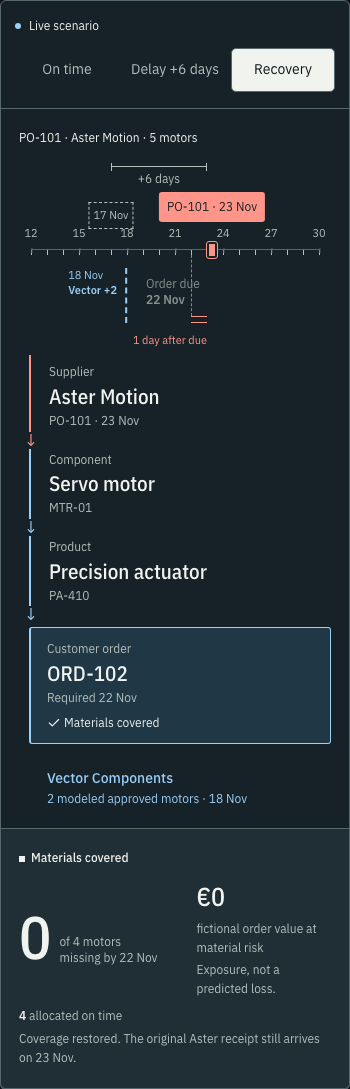 Live scenario
On time
Delay +6 days
Recovery
PO-101 · Aster Motion · 5 motors
+6 days
17 Nov
PO-101 · 23 Nov
12 15 18 21 24 27 30
18 Nov
Vector +2
Order due
22 Nov
1 day after due
Supplier
Aster Motion
PO-101 · 23 Nov
Component
Servo motor
MTR-01
Product
Precision actuator
PA-410
Customer order
ORD-102
Required 22 Nov
✓ Materials covered
Vector Components
2 modeled approved motors · 18 Nov
Materials covered
0 of 4 motors
missing by 22 Nov
€0
fictional order value at
material risk
Exposure, not a
predicted loss.
4 allocated on time
Coverage restored. The original Aster receipt still arrives
on 23 Nov.